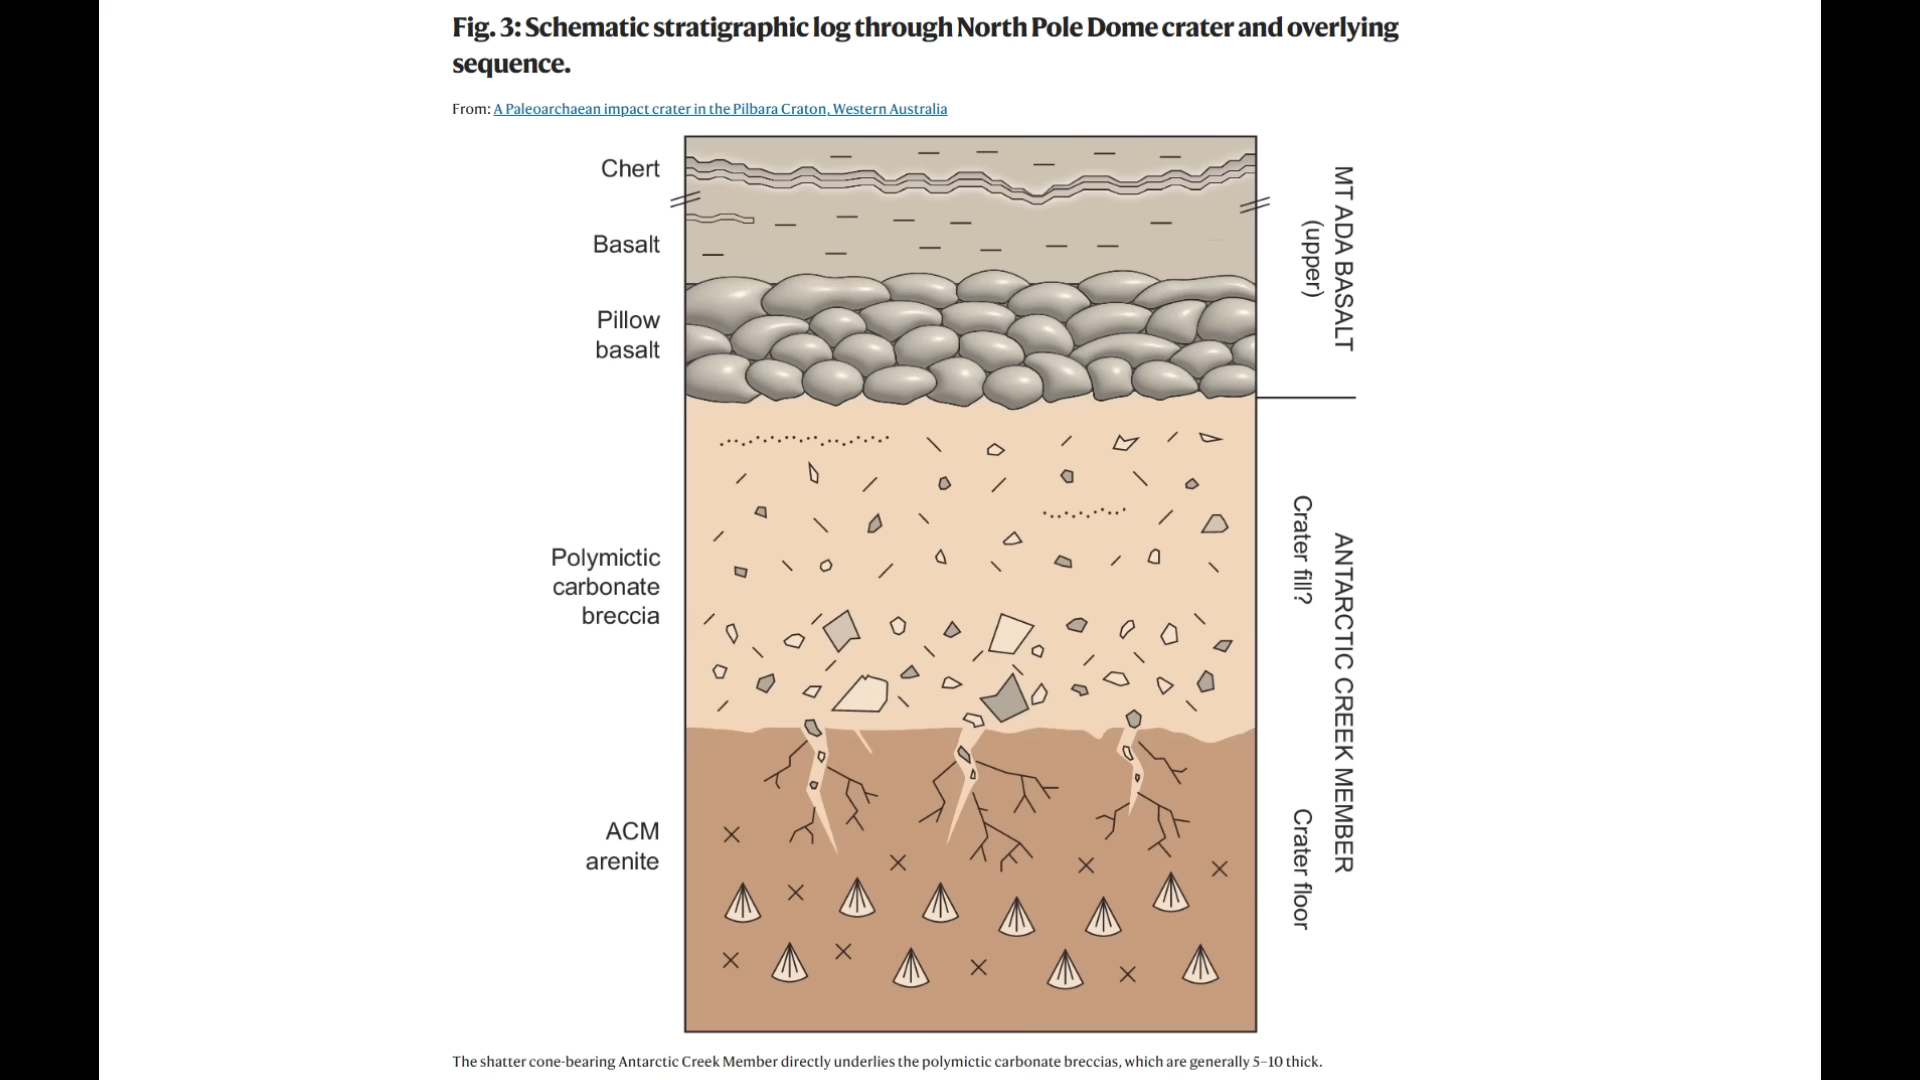 Fig. 3: Schematic stratigraphic log through North Pole Dome crater and overlying
sequence.
From: A Paleoarchaean impact crater in the Pilbara Craton, Western Australia
Chert
Basalt
Pillow
basalt
Polymictic
carbonate
breccia
ACM
arenite
MT ADA BASALT
(upper)
Crater fill?
ANTARCTIC CREEK MEMBER
Crater floor
The shatter cone-bearing Antarctic Creek Member directly underlies the polymictic carbonate breccias, which are generally 5–10 thick.